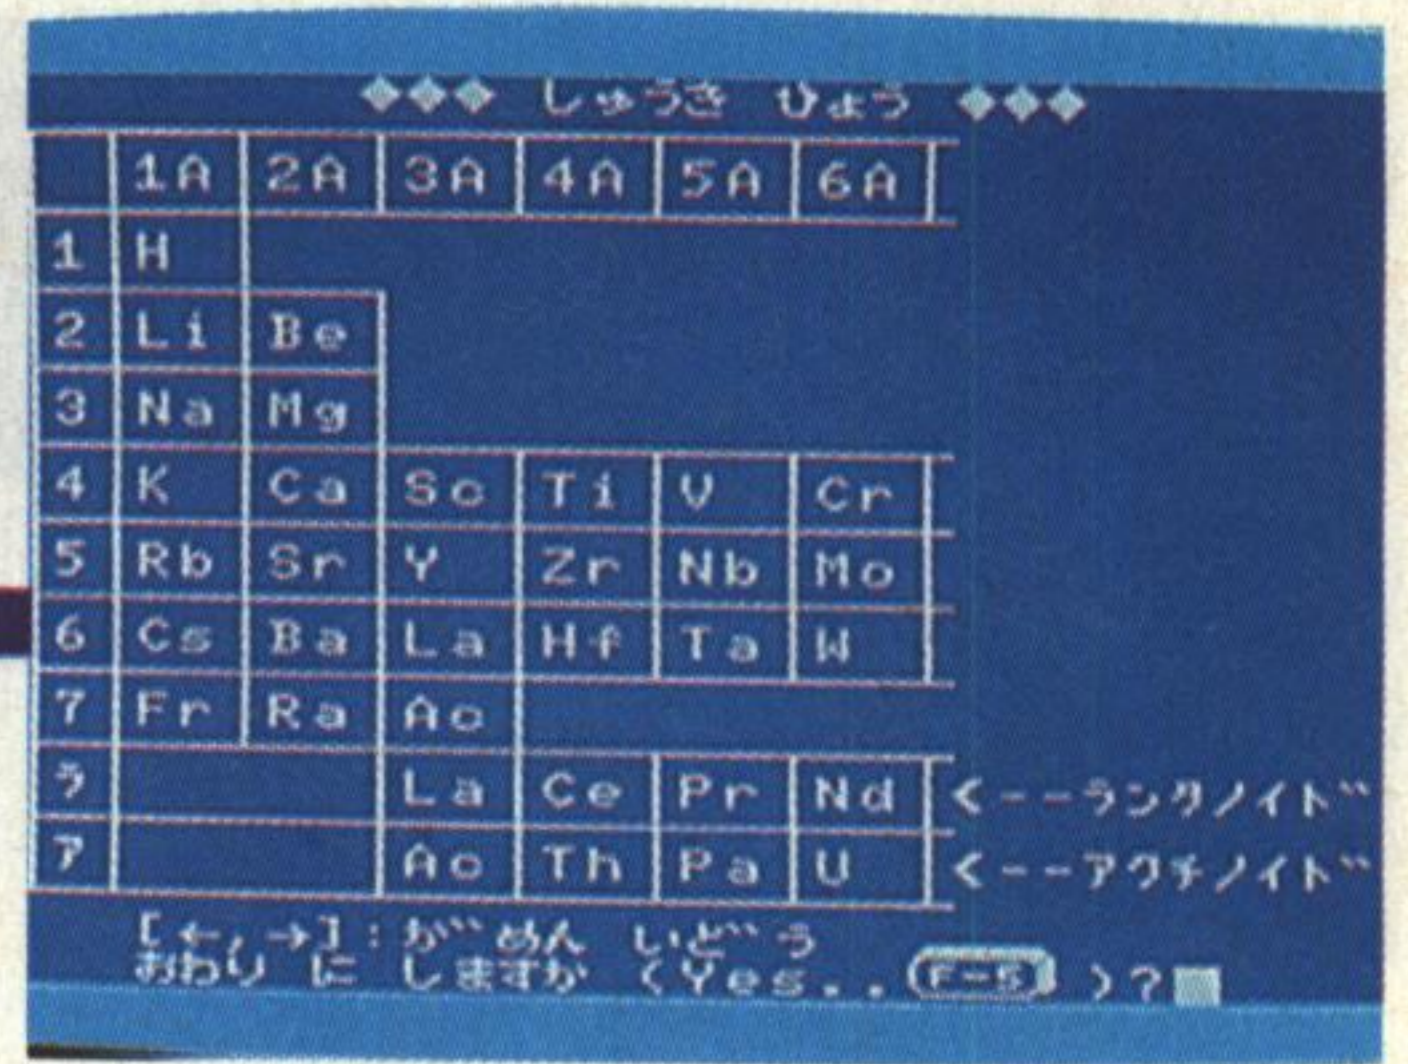 ◆◆◆ しゅうき ひょう ◆◆◆
1A 2A 3A 4A 5A 6A
1 H
2 Li Be
3 Na Mg
4 K Ca Sc Ti V Cr
5 Rb Sr Y Zr Nb Mo
6 Cs Ba La Hf Ta W
7 Fr Ra Ac
ラ La Ce Pr Nd <--ランタノイド
ア Ac Th Pa U <--アクチノイド
[←,→]:がめん いどう
おわり に しますか (Yes..(F-5) )?